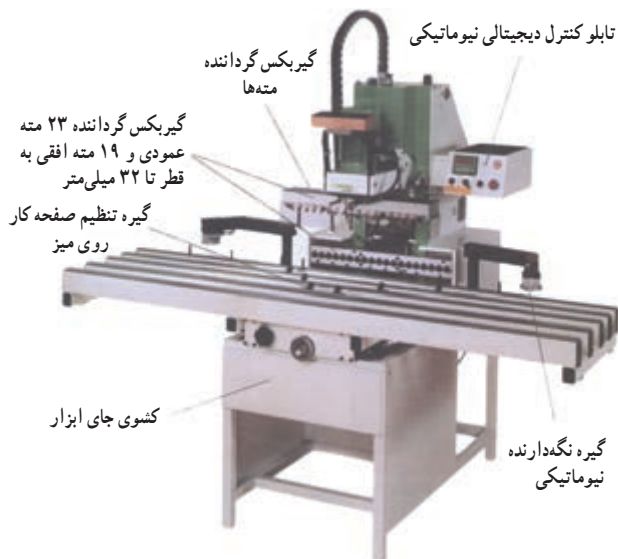 تابلو کنترل دیجیتالی نیوماتیکی
گیربکس گرداننده
مته‌ها
گیربکس گرداننده ۲۳ مته
عمودی و ۱۹ مته افقی به
قطر تا ۳۲ میلی‌متر
گیره تنظیم صفحه کار
روی میز
کشوی جای ابزار
گیره نگه‌دارنده
نیوماتیکی